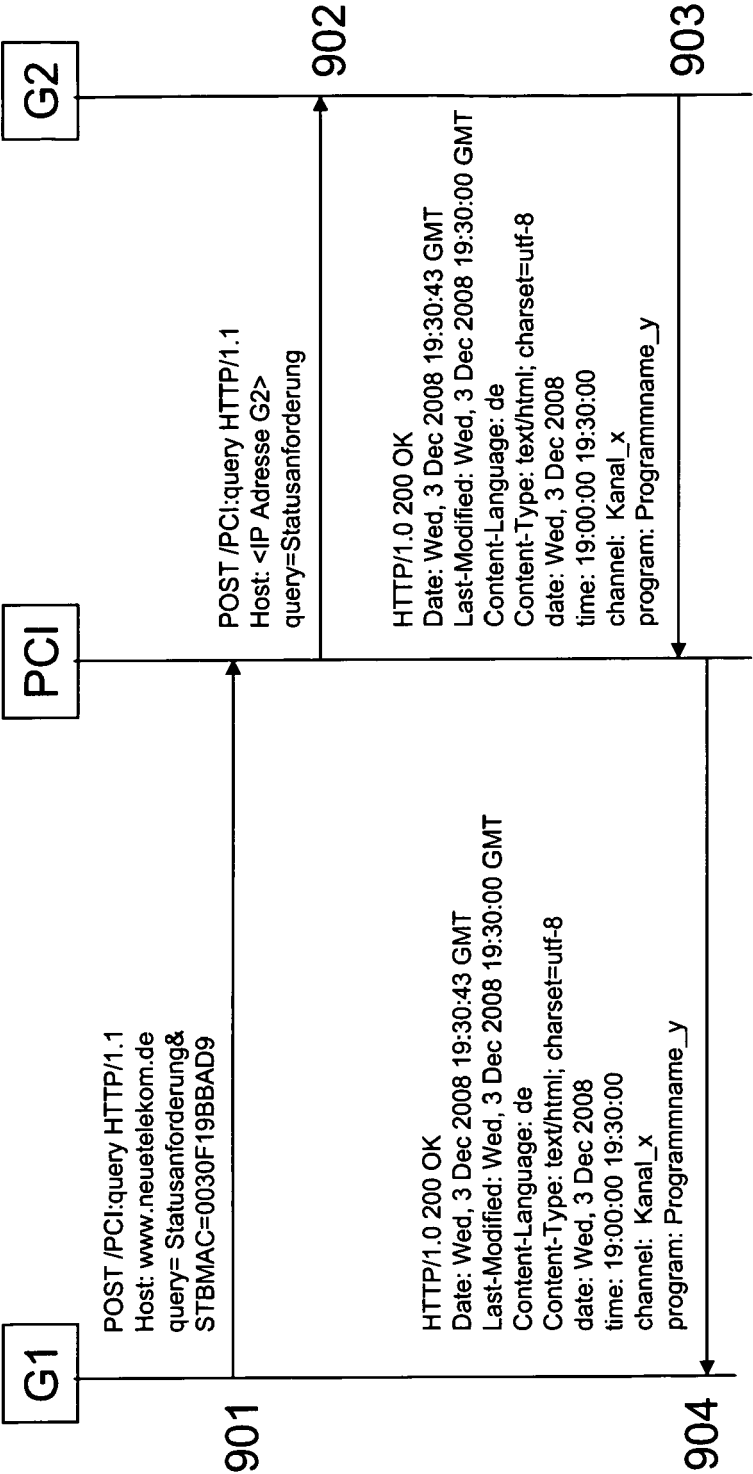 G1
PCI
G2
901
POST /PCI:query HTTP/1.1
Host: www.neuetelekom.de
query= Statusanforderung&
STBMAC=0030F19BBAD9
POST /PCI:query HTTP/1.1
Host: <IP Adresse G2>
query=Statusanforderung
902
HTTP/1.0 200 OK
Date: Wed, 3 Dec 2008 19:30:43 GMT
Last-Modified: Wed, 3 Dec 2008 19:30:00 GMT
Content-Language: de
Content-Type: text/html; charset=utf-8
date: Wed, 3 Dec 2008
time: 19:00:00 19:30:00
channel: Kanal_x
program: Programmname_y
903
HTTP/1.0 200 OK
Date: Wed, 3 Dec 2008 19:30:43 GMT
Last-Modified: Wed, 3 Dec 2008 19:30:00 GMT
Content-Language: de
Content-Type: text/html; charset=utf-8
date: Wed, 3 Dec 2008
time: 19:00:00 19:30:00
channel: Kanal_x
program: Programmname_y
904